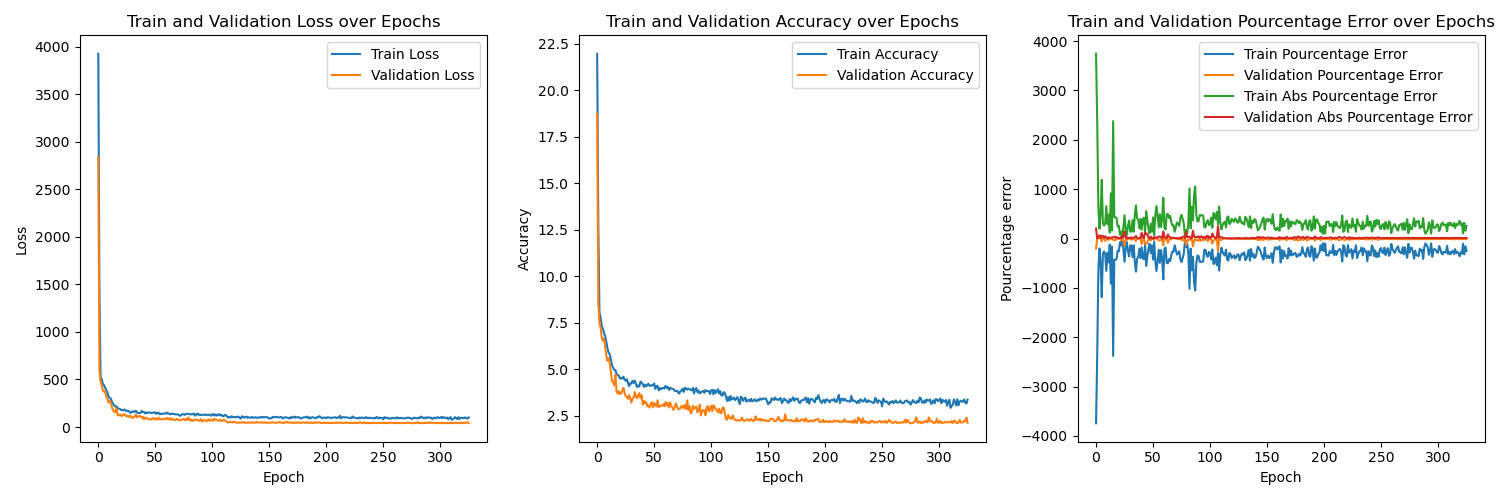 Train and Validation Loss over Epochs
Loss
4000
3500
3000
2500
2000
1500
1000
500
0
Train Loss
Validation Loss
0 50 100 150 200 250 300
Epoch
Train and Validation Accuracy over Epochs
Accuracy
22.5
20.0
17.5
15.0
12.5
10.0
7.5
5.0
2.5
Train Accuracy
Validation Accuracy
0 50 100 150 200 250 300
Epoch
Train and Validation Pourcentage Error over Epochs
Pourcentage error
4000
3000
2000
1000
0
−1000
−2000
−3000
−4000
Train Pourcentage Error
Validation Pourcentage Error
Train Abs Pourcentage Error
Validation Abs Pourcentage Error
0 50 100 150 200 250 300
Epoch